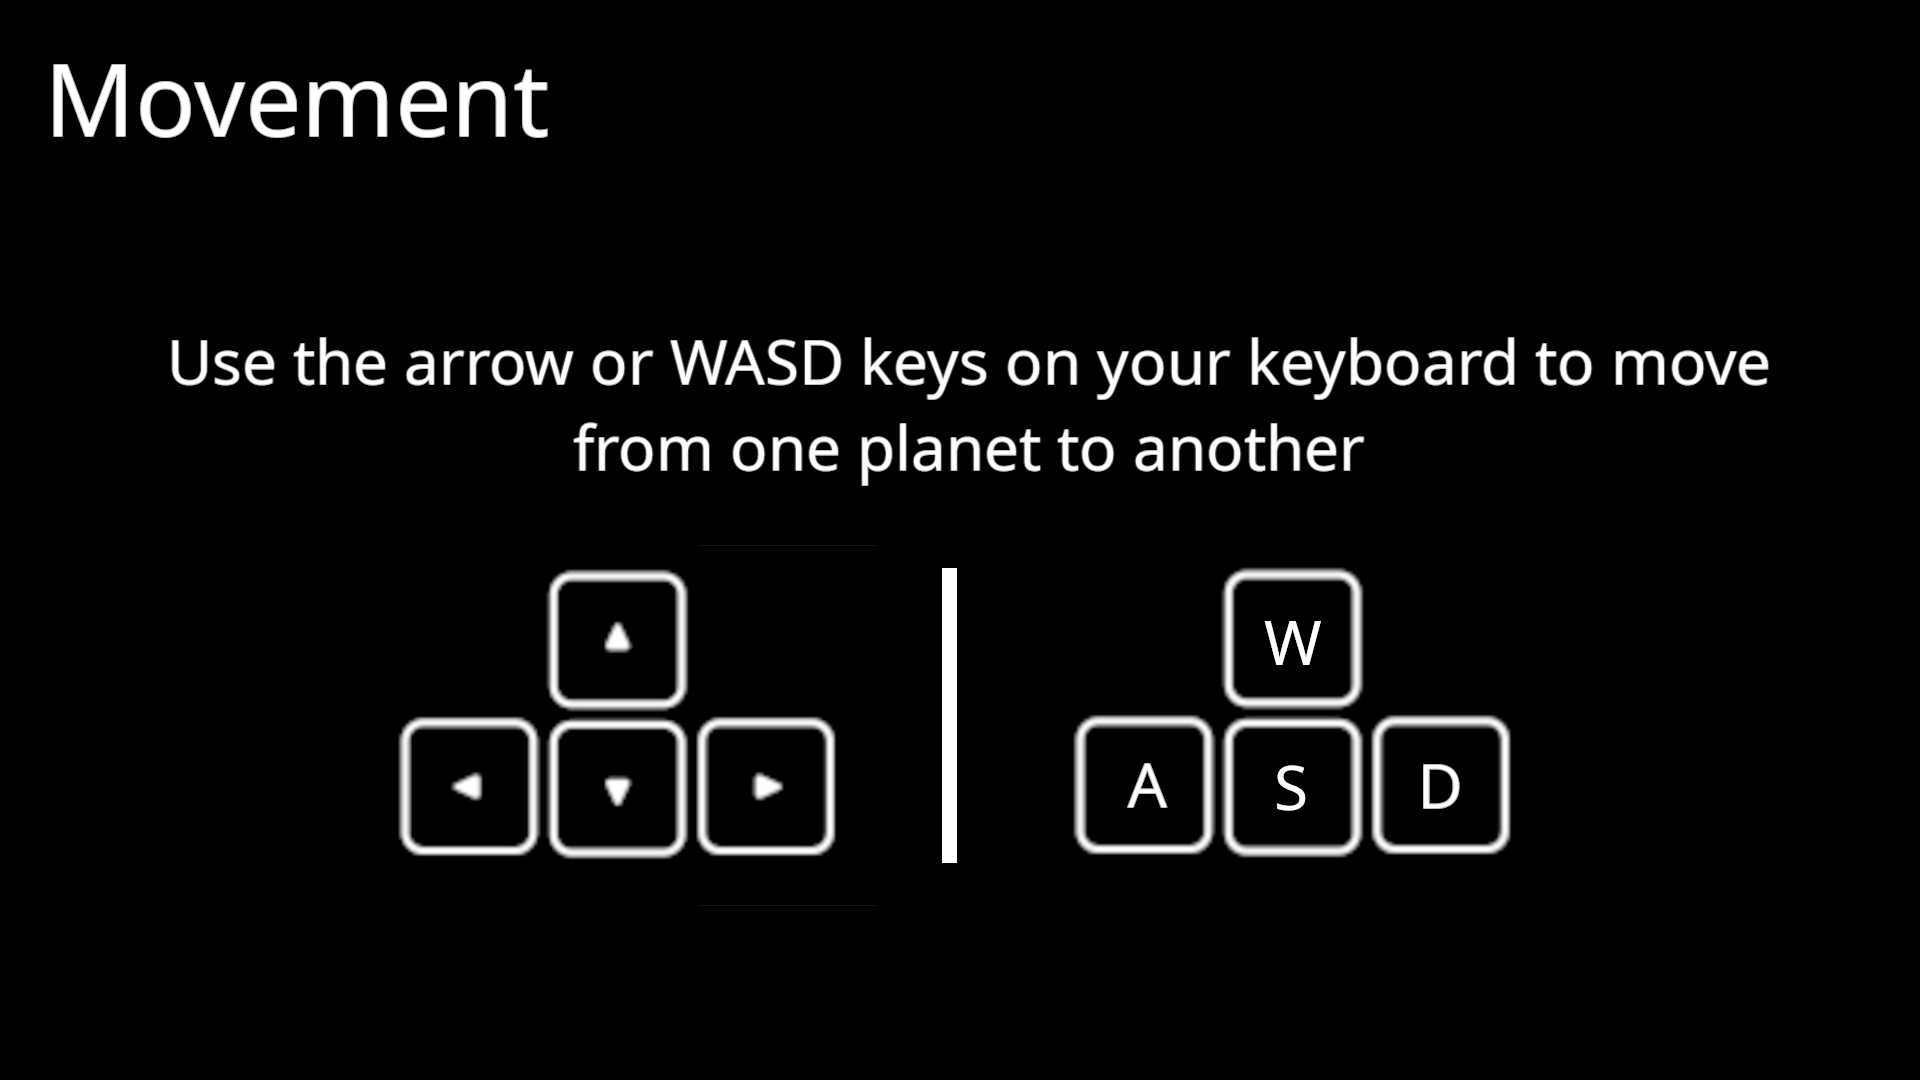 Movement
Use the arrow or WASD keys on your keyboard to move
from one planet to another
W
A S D